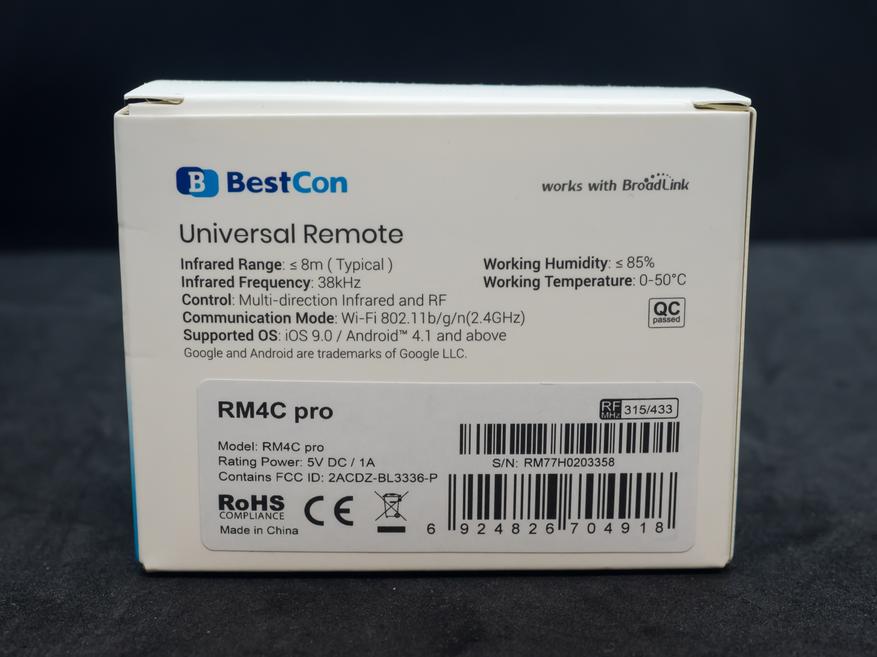 B BestCon
works with BroadLink
Universal Remote
Infrared Range: ≤ 8m ( Typical )
Infrared Frequency: 38kHz
Control: Multi-direction Infrared and RF
Communication Mode: Wi-Fi 802.11b/g/n(2.4GHz)
Supported OS: iOS 9.0 / Android™ 4.1 and above
Google and Android are trademarks of Google LLC.
Working Humidity: ≤ 85%
Working Temperature: 0-50°C
QC
passed
RM4C pro
RF MHz 315/433
Model: RM4C pro
Rating Power: 5V DC / 1A
Contains FCC ID: 2ACDZ-BL3336-P
S/N: RM77H0203358
RoHS
COMPLIANCE
CE
Made in China
6 924826 704918